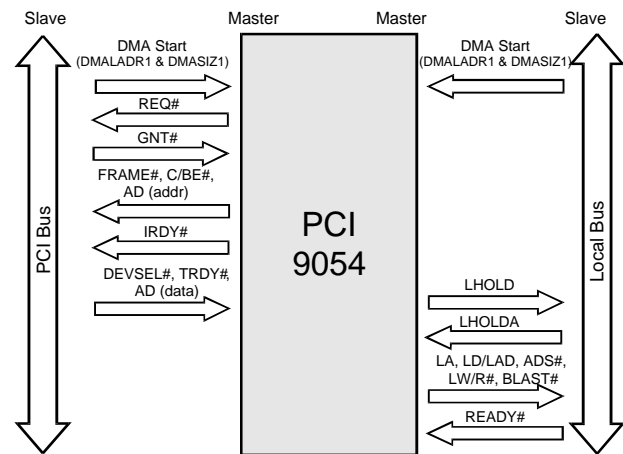 Slave
Master
Master
Slave
DMA Start
(DMALADR1 & DMASIZ1)
REQ#
GNT#
FRAME#, C/BE#,
AD (addr)
IRDY#
DEVSEL#, TRDY#,
AD (data)
PCI Bus
PCI
9054
DMA Start
(DMALADR1 & DMASIZ1)
LHOLD
LHOLDA
LA, LD/LAD, ADS#,
LW/R#, BLAST#
READY#
Local Bus